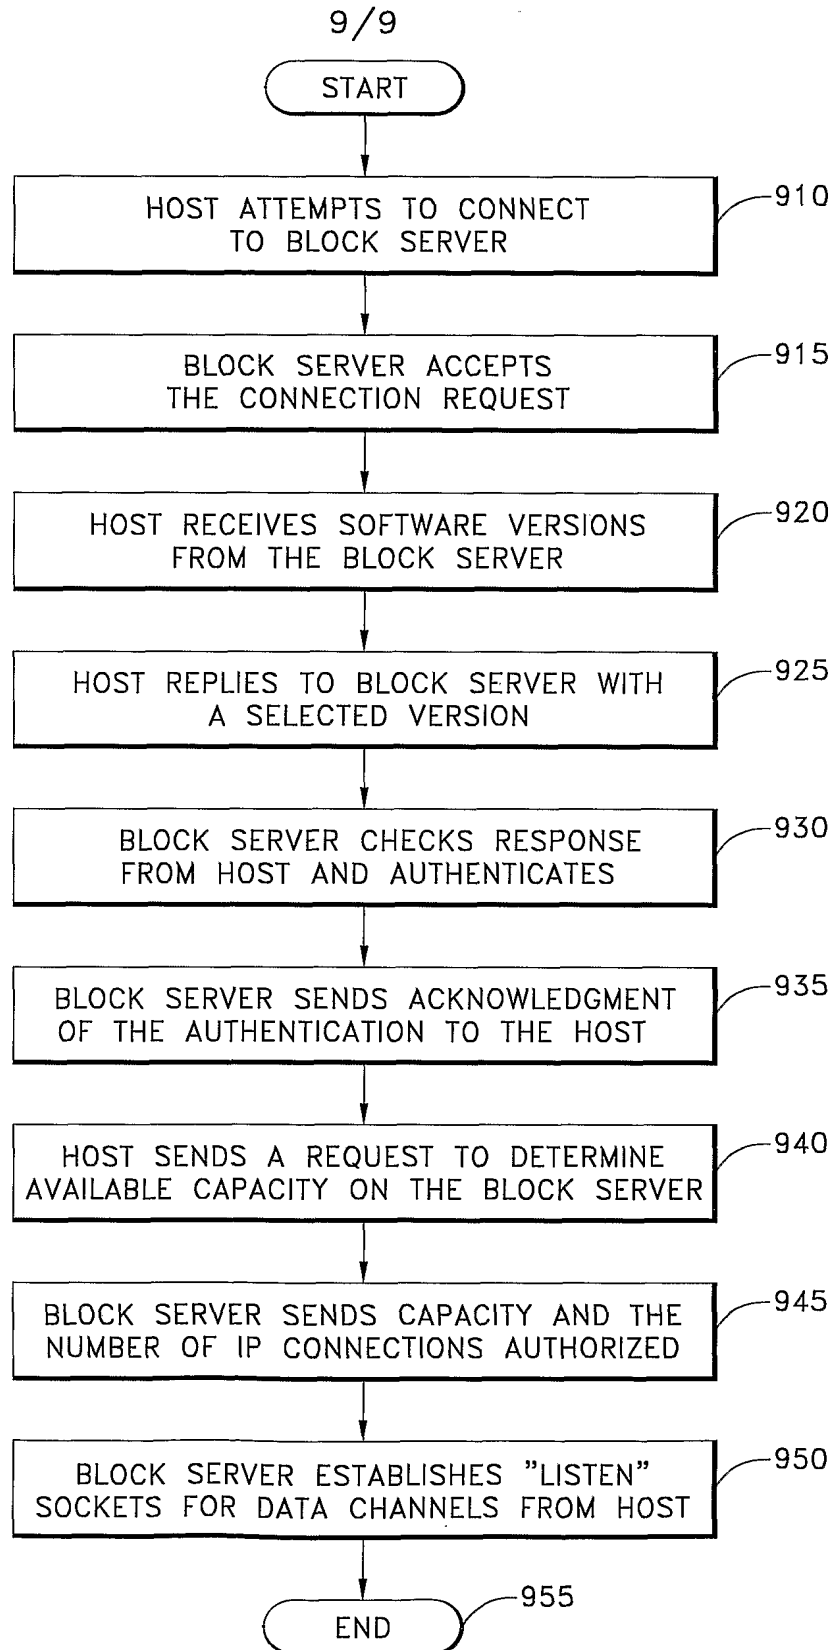 9/9
START
HOST ATTEMPTS TO CONNECT
TO BLOCK SERVER
910
BLOCK SERVER ACCEPTS
THE CONNECTION REQUEST
915
HOST RECEIVES SOFTWARE VERSIONS
FROM THE BLOCK SERVER
920
HOST REPLIES TO BLOCK SERVER WITH
A SELECTED VERSION
925
BLOCK SERVER CHECKS RESPONSE
FROM HOST AND AUTHENTICATES
930
BLOCK SERVER SENDS ACKNOWLEDGMENT
OF THE AUTHENTICATION TO THE HOST
935
HOST SENDS A REQUEST TO DETERMINE
AVAILABLE CAPACITY ON THE BLOCK SERVER
940
BLOCK SERVER SENDS CAPACITY AND THE
NUMBER OF IP CONNECTIONS AUTHORIZED
945
BLOCK SERVER ESTABLISHES "LISTEN"
SOCKETS FOR DATA CHANNELS FROM HOST
950
END
955